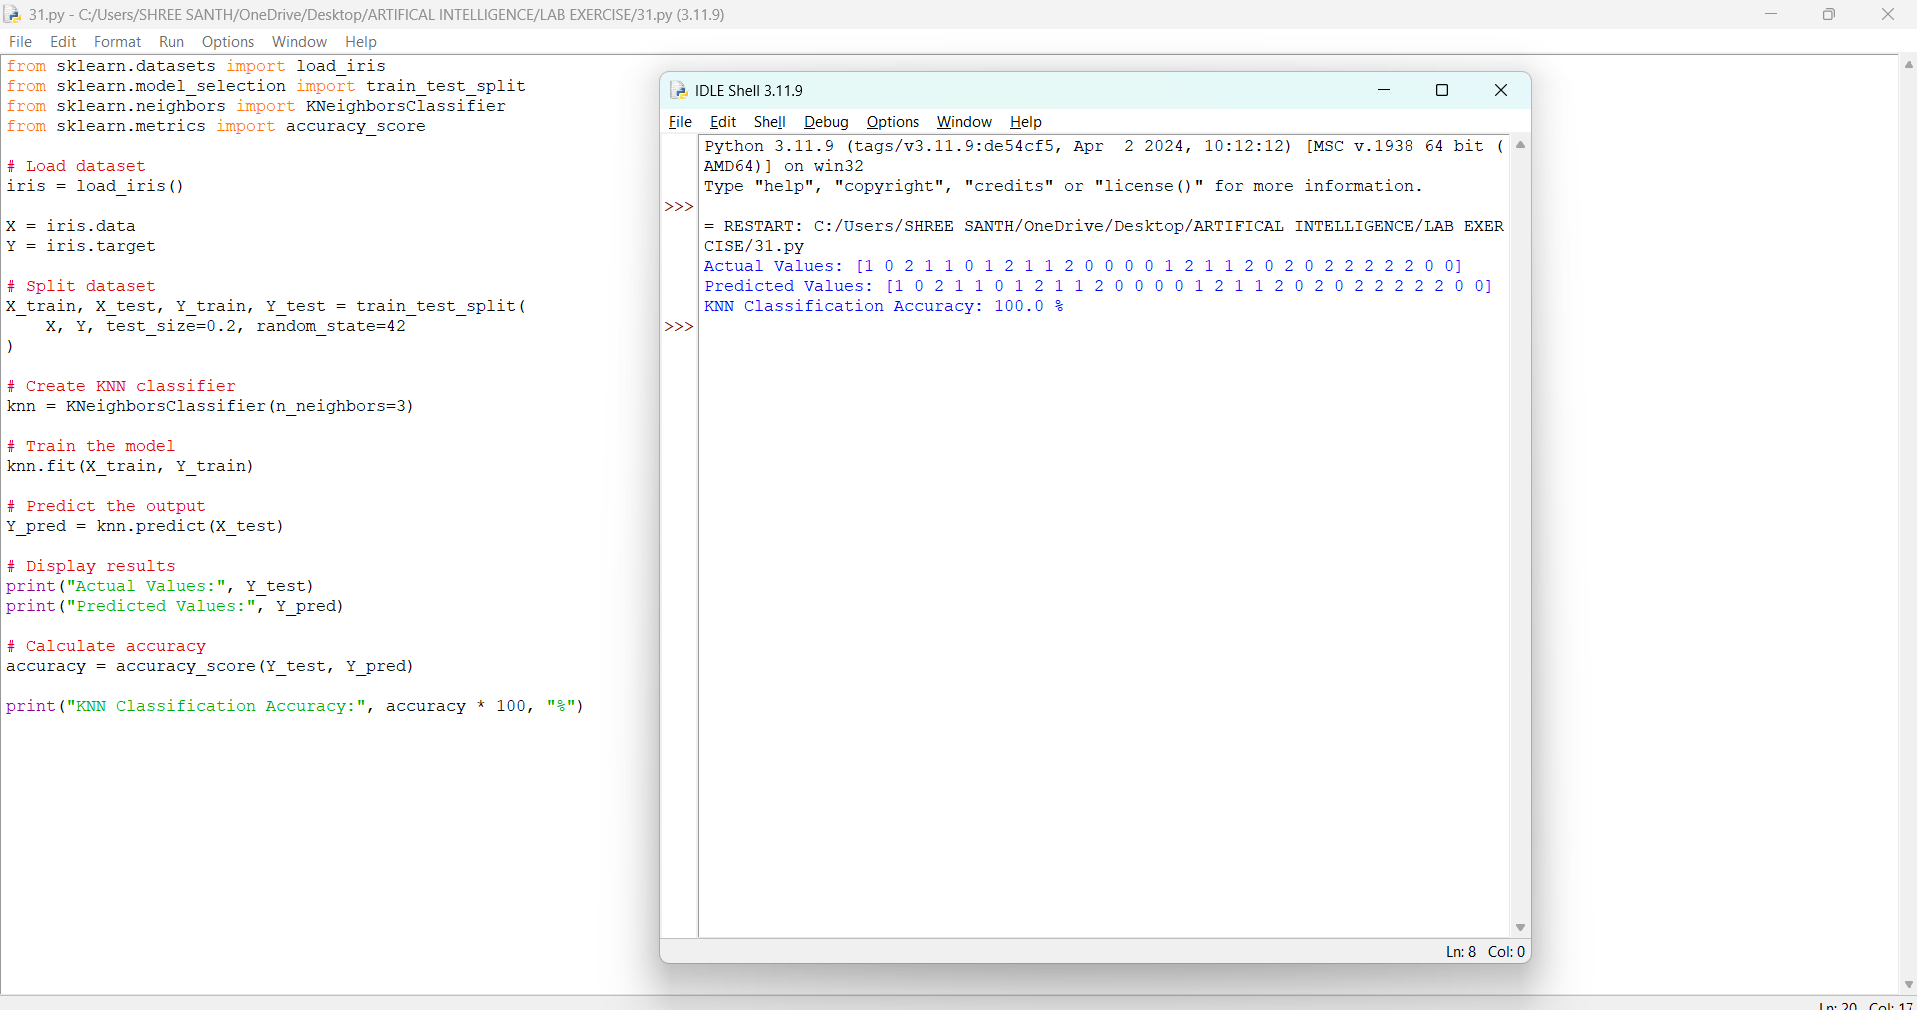 31.py - C:/Users/SHREE SANTH/OneDrive/Desktop/ARTIFICAL INTELLIGENCE/LAB EXERCISE/31.py (3.11.9)
File Edit Format Run Options Window Help
from sklearn.datasets import load_iris
from sklearn.model_selection import train_test_split
from sklearn.neighbors import KNeighborsClassifier
from sklearn.metrics import accuracy_score
# Load dataset
iris = load_iris()
X = iris.data
Y = iris.target
# Split dataset
X_train, X_test, Y_train, Y_test = train_test_split(
    X, Y, test_size=0.2, random_state=42
)
# Create KNN classifier
knn = KNeighborsClassifier(n_neighbors=3)
# Train the model
knn.fit(X_train, Y_train)
# Predict the output
Y_pred = knn.predict(X_test)
# Display results
print("Actual Values:", Y_test)
print("Predicted Values:", Y_pred)
# Calculate accuracy
accuracy = accuracy_score(Y_test, Y_pred)
print("KNN Classification Accuracy:", accuracy * 100, "%")
IDLE Shell 3.11.9
File Edit Shell Debug Options Window Help
Python 3.11.9 (tags/v3.11.9:de54cf5, Apr  2 2024, 10:12:12) [MSC v.1938 64 bit (
AMD64)] on win32
Type "help", "copyright", "credits" or "license()" for more information.
>>>
= RESTART: C:/Users/SHREE SANTH/OneDrive/Desktop/ARTIFICAL INTELLIGENCE/LAB EXER
CISE/31.py
Actual Values: [1 0 2 1 1 0 1 2 1 1 2 0 0 0 0 1 2 1 1 2 0 2 0 2 2 2 2 2 0 0]
Predicted Values: [1 0 2 1 1 0 1 2 1 1 2 0 0 0 0 1 2 1 1 2 0 2 0 2 2 2 2 2 0 0]
KNN Classification Accuracy: 100.0 %
>>>
Ln: 8 Col: 0
Ln: 20 Col: 17